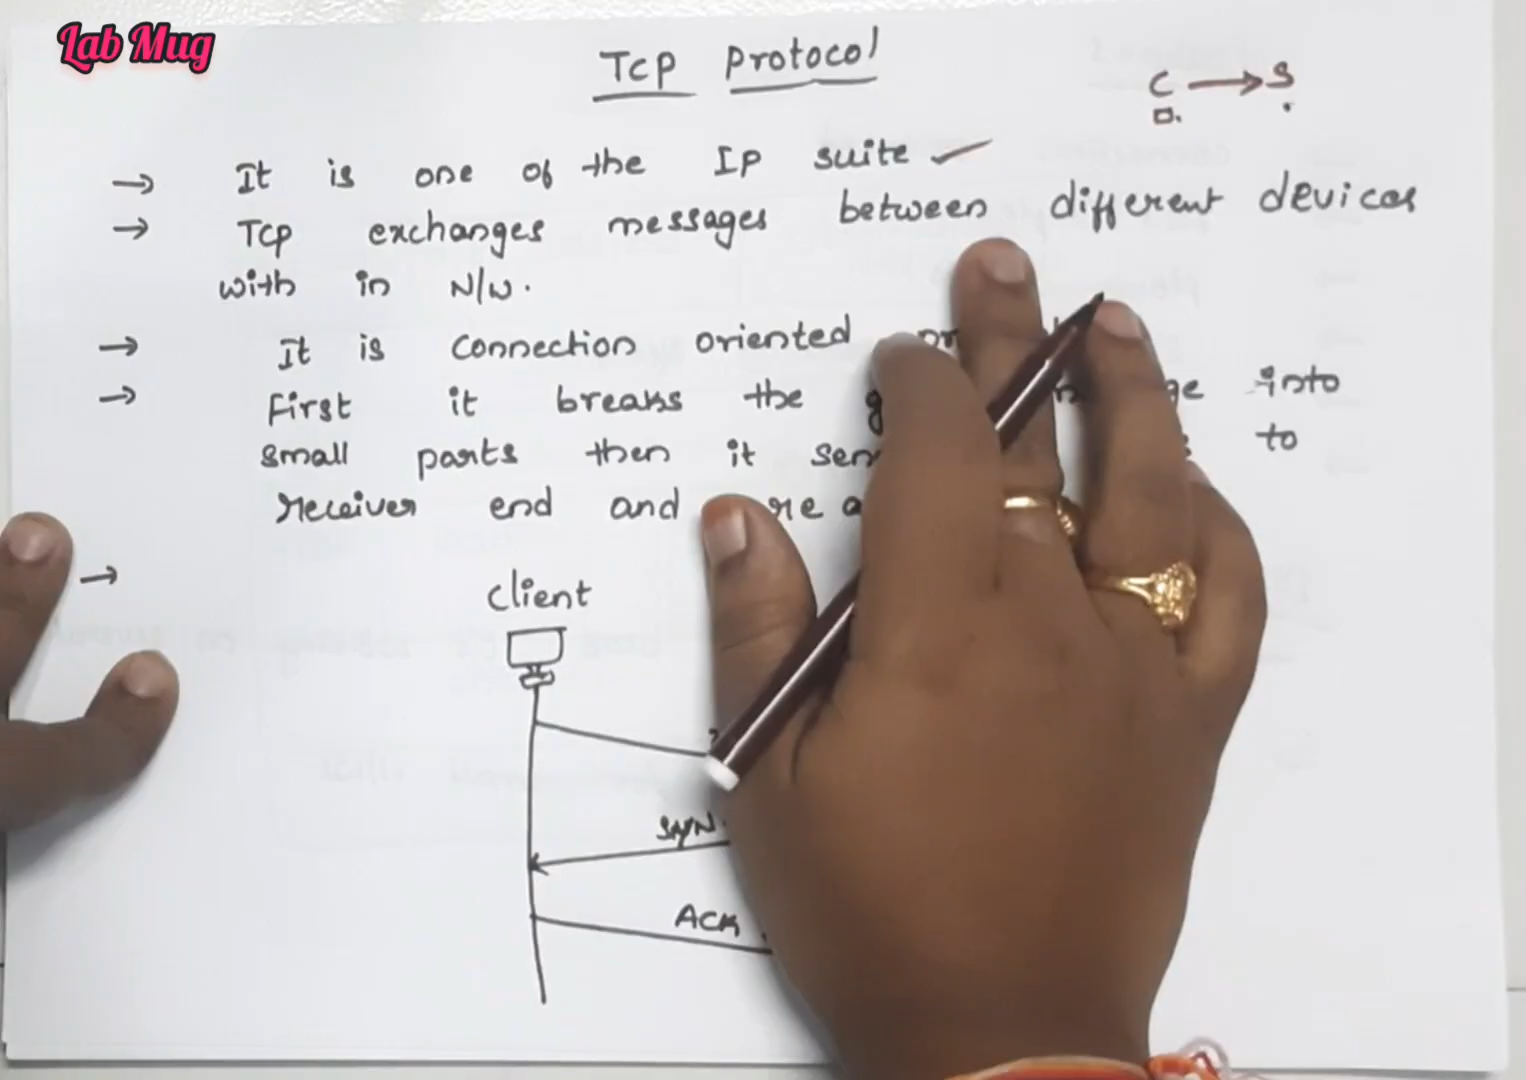 Lab Mug
TCP Protocol
C → S
→ It is one of the IP suite ✓
→ TCP exchanges messages between different devices
with in N/W.
→ It is connection oriented
→ First it breaks the into
small parts then it to
receiver end and
→
client
SYN
ACK